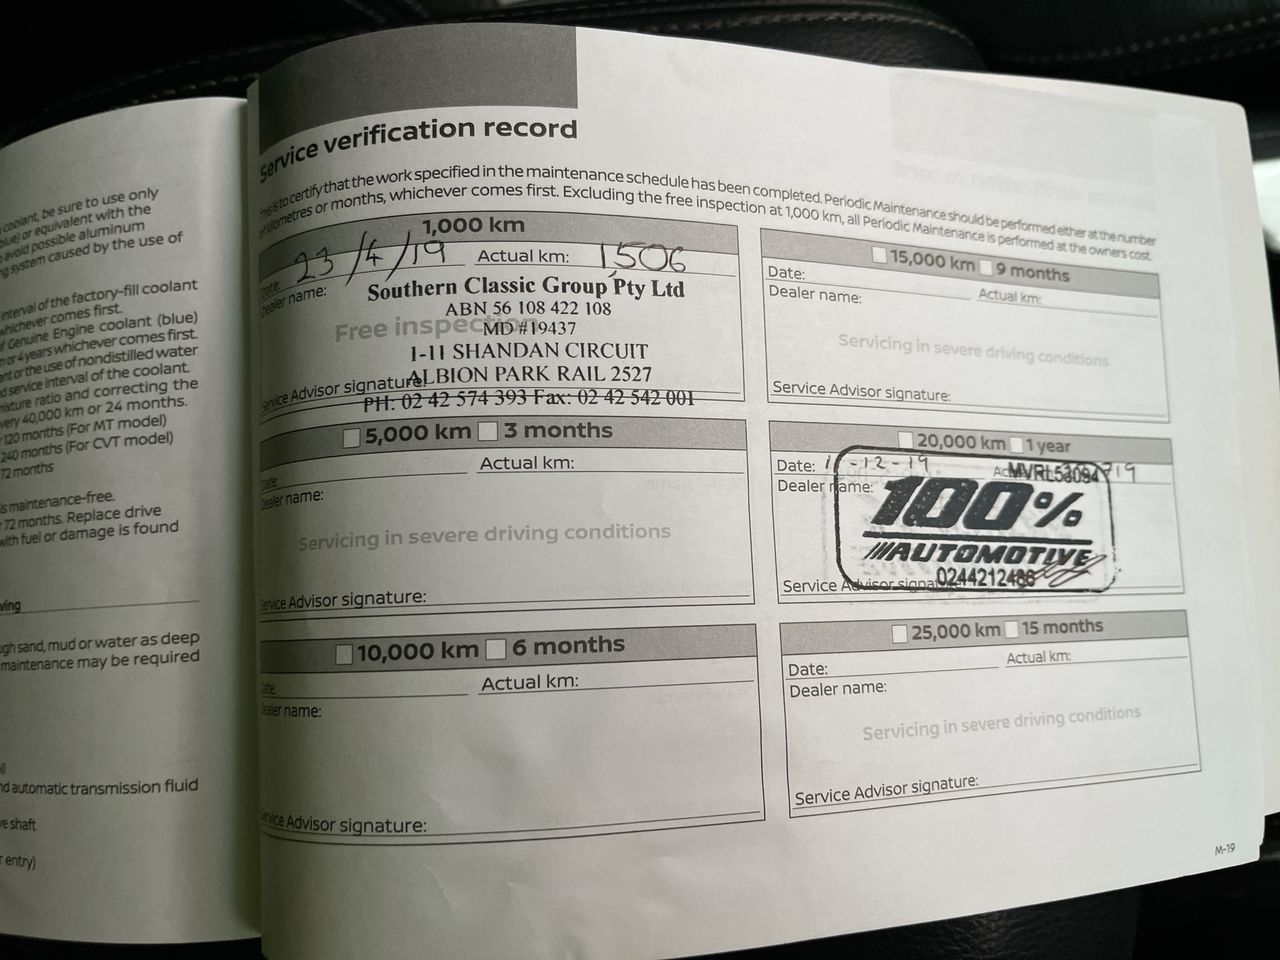 coolant, be sure to use only
blue) or equivalent with the
avoid possible aluminum
system caused by the use of
interval of the factory-fill coolant
whichever comes first.
Genuine Engine coolant (blue)
or 4 years whichever comes first.
or the use of nondistilled water
service interval of the coolant.
mixture ratio and correcting the
very 40,000 km or 24 months.
120 months (For MT model)
240 months (For CVT model)
72 months
is maintenance-free.
72 months. Replace drive
with fuel or damage is found
ving
ugh sand, mud or water as deep
maintenance may be required
nd automatic transmission fluid
ve shaft
r entry)
Service verification record
This is to certify that the work specified in the maintenance schedule has been completed. Periodic Maintenance should be performed either at the number
of kilometres or months, whichever comes first. Excluding the free inspection at 1,000 km, all Periodic Maintenance is performed at the owners cost.
1,000 km
Date: 23/4/19 Actual km: 1506
Dealer name:
Southern Classic Group Pty Ltd
ABN 56 108 422 108
Free inspection
MD #19437
1-11 SHANDAN CIRCUIT
ALBION PARK RAIL 2527
Service Advisor signature:
PH: 02 42 574 393 Fax: 02 42 542 001
5,000 km 3 months
Date: Actual km:
Dealer name:
Servicing in severe driving conditions
Service Advisor signature:
10,000 km 6 months
Date: Actual km:
Dealer name:
Service Advisor signature:
15,000 km 9 months
Date: Actual km:
Dealer name:
Servicing in severe driving conditions
Service Advisor signature:
20,000 km 1 year
Date: -12-19
Dealer name:
100%
AUTOMOTIVE
Service Advisor
25,000 km 15 months
Date: Actual km:
Dealer name:
Servicing in severe driving conditions
Service Advisor signature:
M-19